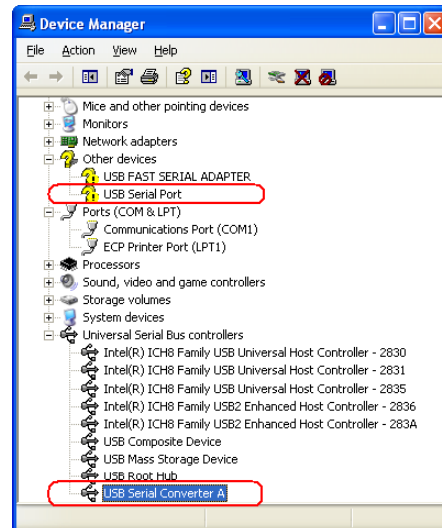 Device Manager
File Action View Help
Mice and other pointing devices
Monitors
Network adapters
Other devices
USB FAST SERIAL ADAPTER
USB Serial Port
Ports (COM & LPT)
Communications Port (COM1)
ECP Printer Port (LPT1)
Processors
Sound, video and game controllers
Storage volumes
System devices
Universal Serial Bus controllers
Intel(R) ICH8 Family USB Universal Host Controller - 2830
Intel(R) ICH8 Family USB Universal Host Controller - 2831
Intel(R) ICH8 Family USB Universal Host Controller - 2835
Intel(R) ICH8 Family USB2 Enhanced Host Controller - 2836
Intel(R) ICH8 Family USB2 Enhanced Host Controller - 283A
USB Composite Device
USB Mass Storage Device
USB Root Hub
USB Serial Converter A